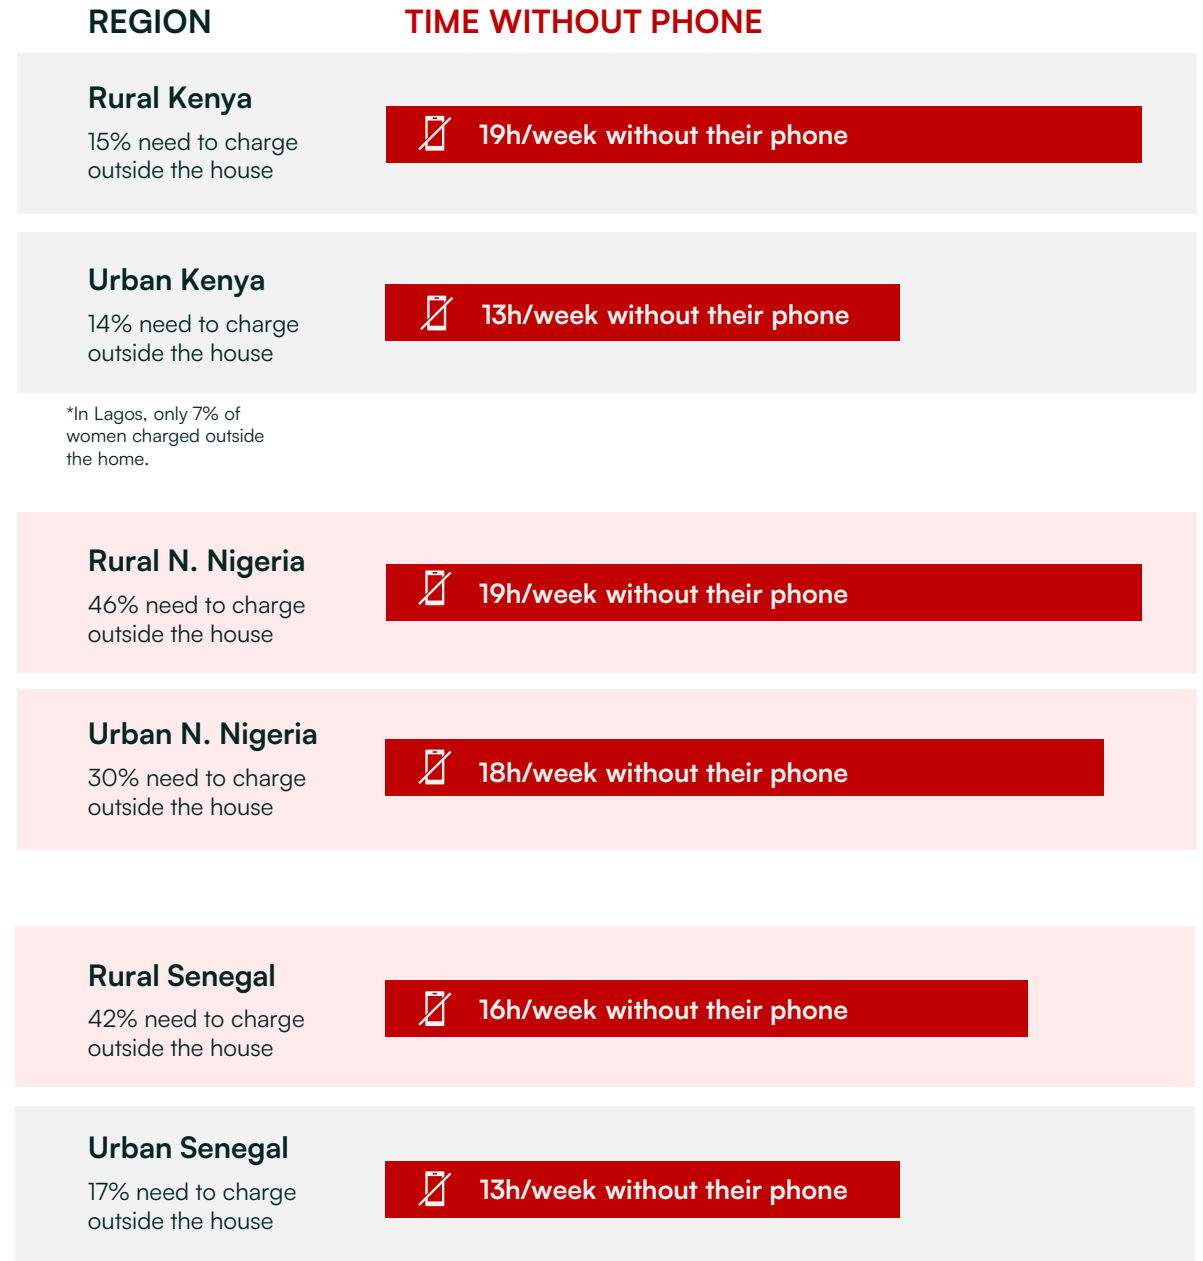 REGION
TIME WITHOUT PHONE
Rural Kenya
15% need to charge
outside the house
19h/week without their phone
Urban Kenya
14% need to charge
outside the house
13h/week without their phone
*In Lagos, only 7% of
women charged outside
the home.
Rural N. Nigeria
46% need to charge
outside the house
19h/week without their phone
Urban N. Nigeria
30% need to charge
outside the house
18h/week without their phone
Rural Senegal
42% need to charge
outside the house
16h/week without their phone
Urban Senegal
17% need to charge
outside the house
13h/week without their phone